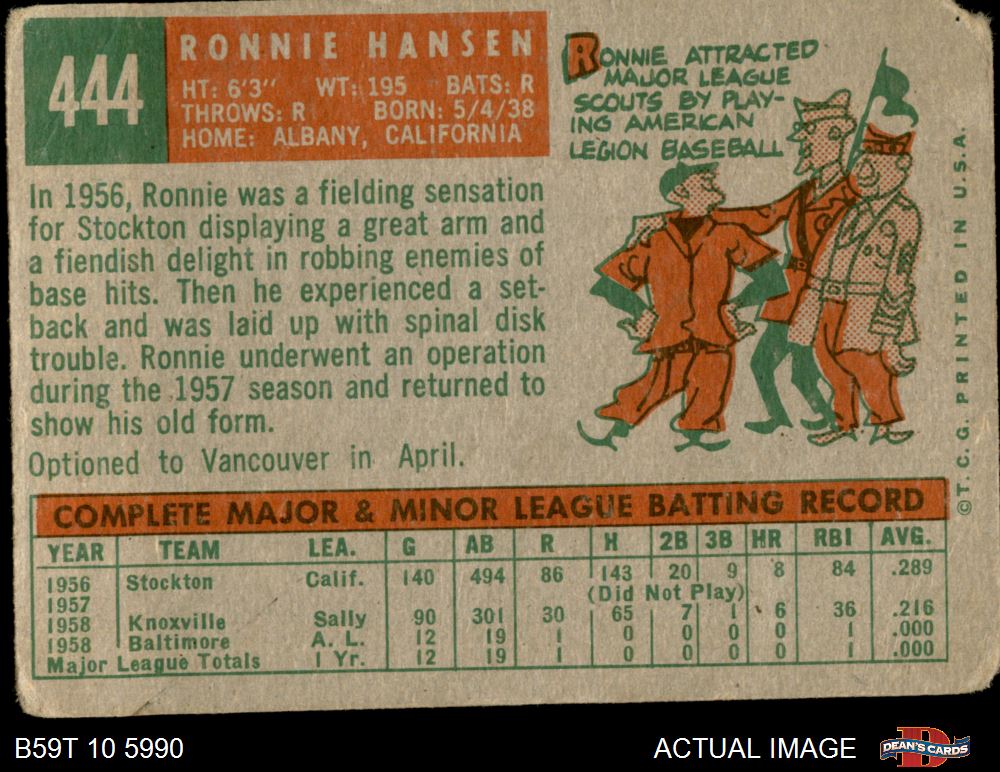 444
RONNIE HANSEN
HT: 6'3" WT: 195 BATS: R
THROWS: R BORN: 5/4/38
HOME: ALBANY, CALIFORNIA
RONNIE ATTRACTED
MAJOR LEAGUE
SCOUTS BY PLAY-
ING AMERICAN
LEGION BASEBALL
In 1956, Ronnie was a fielding sensation
for Stockton displaying a great arm and
a fiendish delight in robbing enemies of
base hits. Then he experienced a set-
back and was laid up with spinal disk
trouble. Ronnie underwent an operation
during the 1957 season and returned to
show his old form.
Optioned to Vancouver in April.
©T.C.G. PRINTED IN U.S.A.
COMPLETE MAJOR & MINOR LEAGUE BATTING RECORD
YEAR TEAM LEA. G AB R H 2B 3B HR RBI AVG.
1956 Stockton Calif. 140 494 86 143 20 9 8 84 .289
1957 (Did Not Play)
1958 Knoxville Sally 90 301 30 65 7 1 6 36 .216
1958 Baltimore A. L. 12 19 1 0 0 0 0 1 .000
Major League Totals 1 Yr. 12 19 1 0 0 0 0 1 .000
B59T 10 5990
ACTUAL IMAGE
D
DEAN'S CARDS